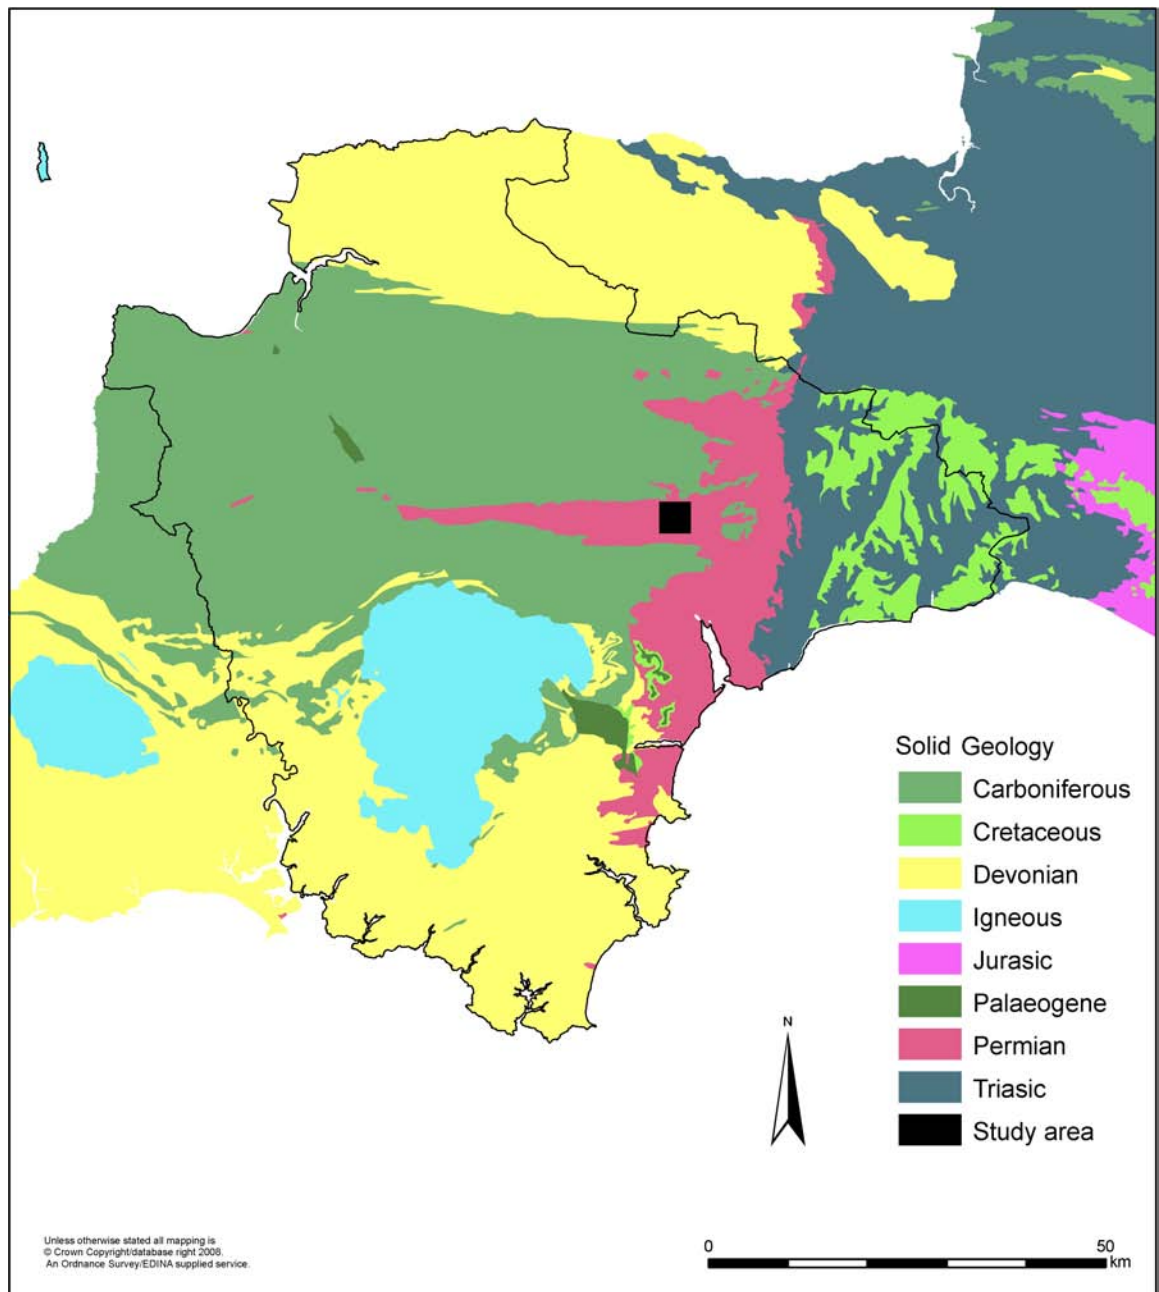 Solid Geology
Carboniferous
Cretaceous
Devonian
Igneous
Jurasic
Palaeogene
Permian
Triasic
Study area
N
0 50
km
Unless otherwise stated all mapping is
© Crown Copyright/database right 2008.
An Ordnance Survey/EDINA supplied service.